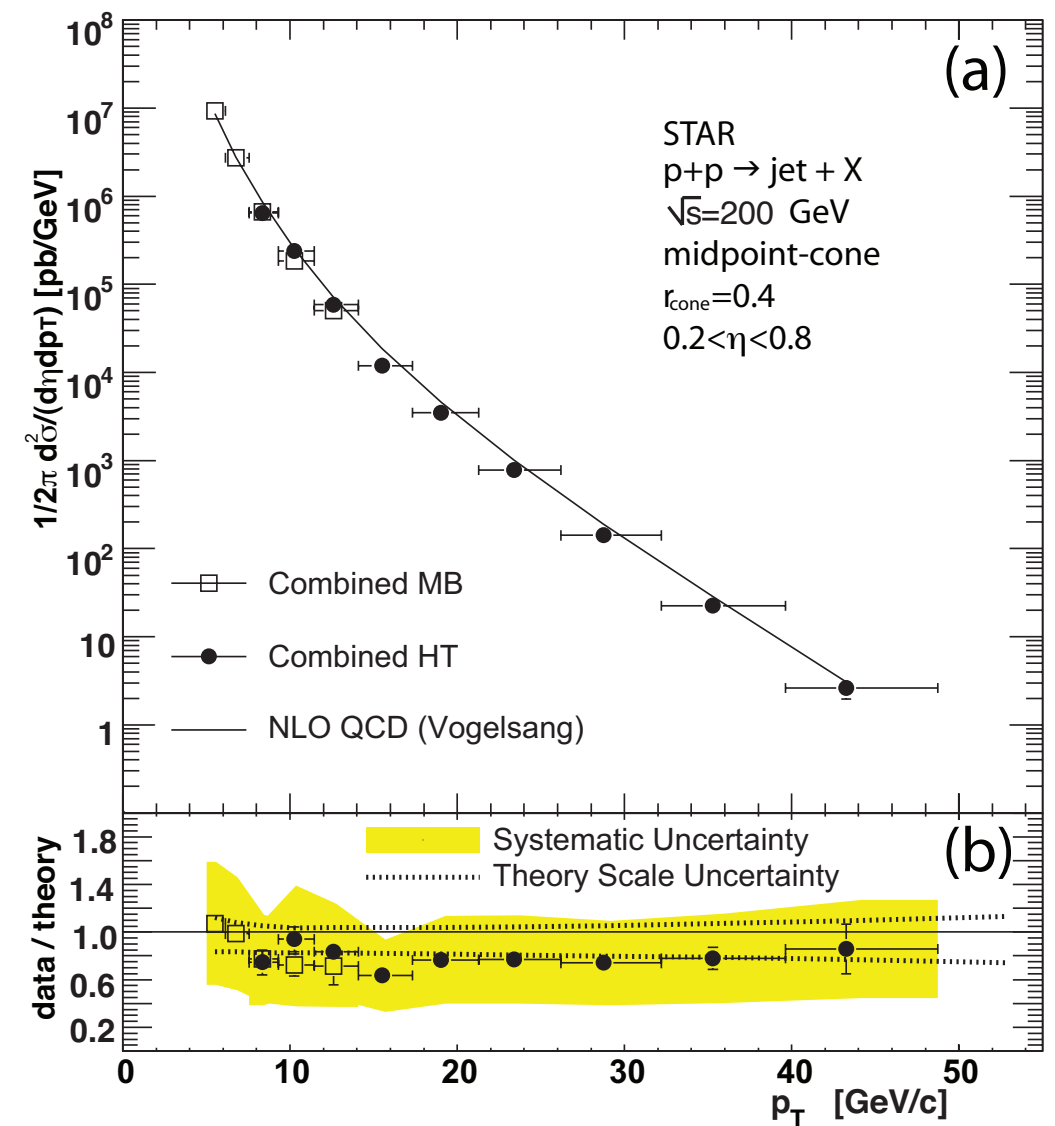 10⁸
10⁷
10⁶
10⁵
10⁴
10³
10²
10
1
1/2π d²σ/(dηdpT) [pb/GeV]
(a)
STAR
p+p → jet + X
√s=200 GeV
midpoint-cone
r_cone=0.4
0.2<η<0.8
Combined MB
Combined HT
NLO QCD (Vogelsang)
data / theory
1.8
1.4
1.0
0.6
0.2
Systematic Uncertainty
Theory Scale Uncertainty
(b)
0 10 20 30 40 50
p_T [GeV/c]